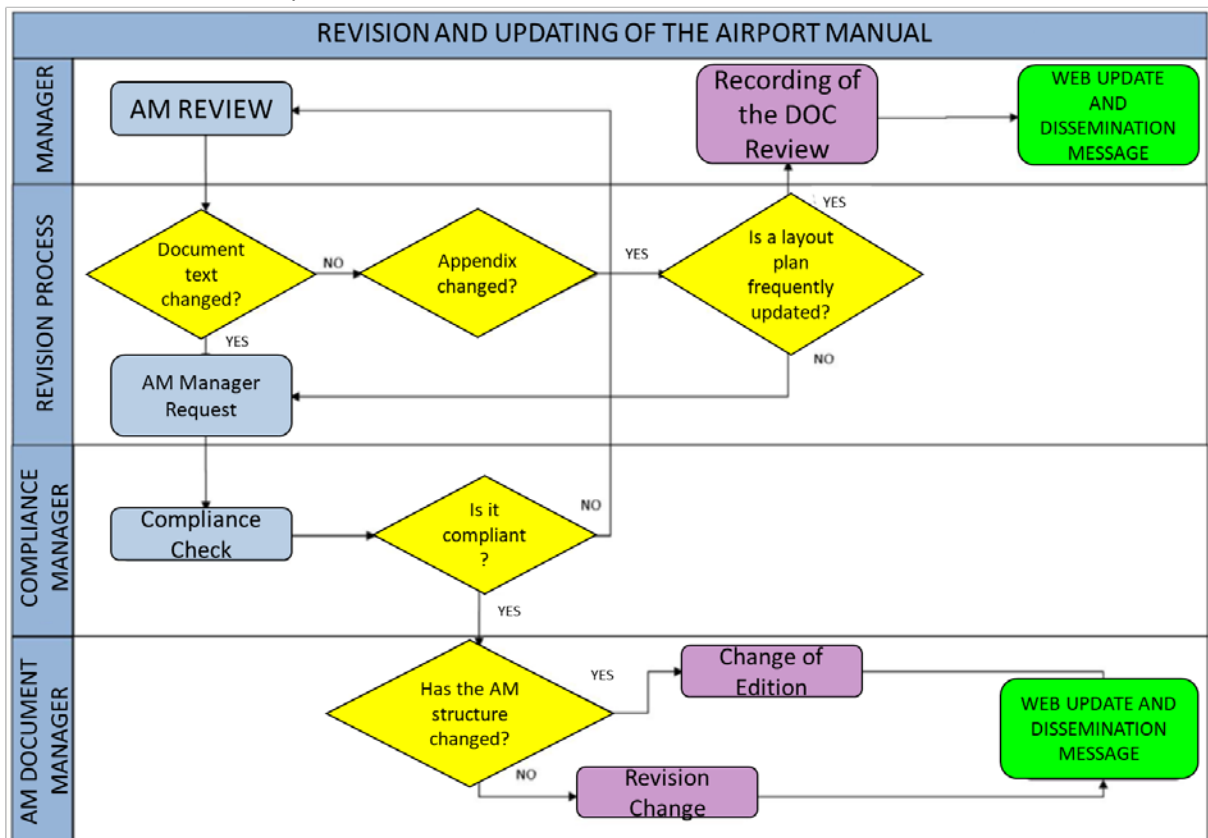 REVISION AND UPDATING OF THE AIRPORT MANUAL
MANAGER
AM REVIEW
Recording of
the DOC
Review
WEB UPDATE
AND
DISSEMINATION
MESSAGE
REVISION PROCESS
Document
text
changed?
NO
Appendix
changed?
YES
Is a layout
plan
frequently
updated?
YES
NO
YES
AM Manager
Request
COMPLIANCE
MANAGER
Compliance
Check
Is it
compliant
?
NO
YES
AM DOCUMENT
MANAGER
Has the AM
structure
changed?
YES
Change of
Edition
NO
Revision
Change
WEB UPDATE AND
DISSEMINATION
MESSAGE